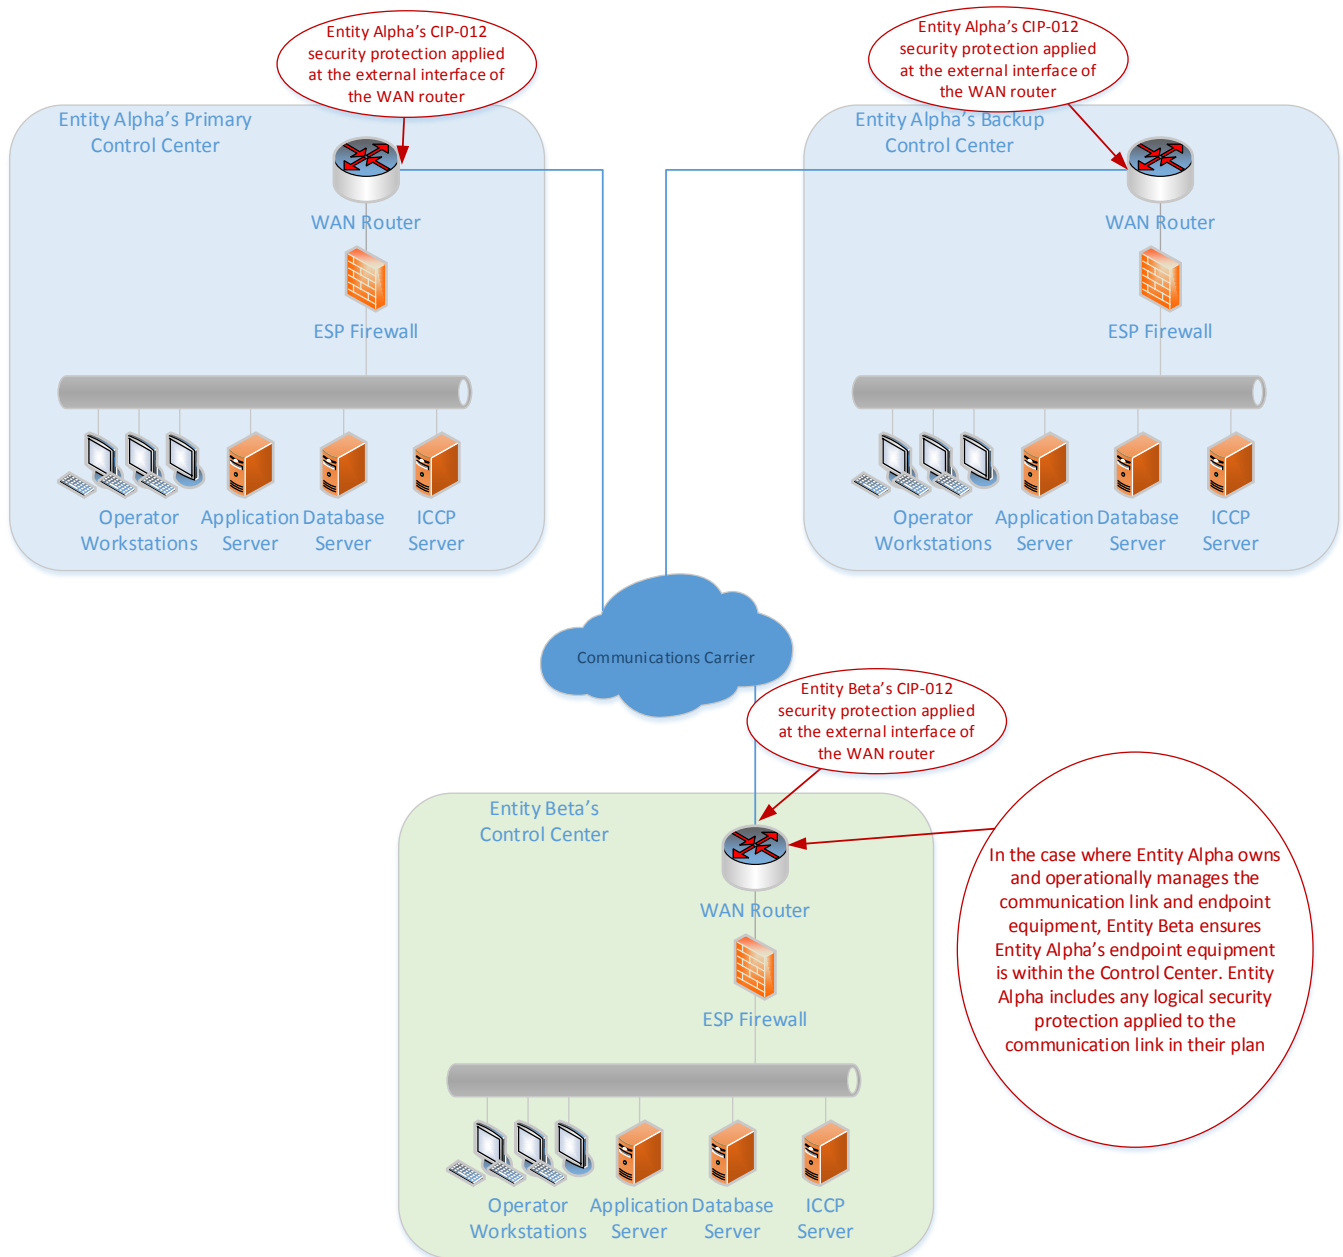 Entity Alpha's CIP-012
security protection applied
at the external interface of
the WAN router
Entity Alpha's CIP-012
security protection applied
at the external interface of
the WAN router
Entity Alpha's Primary
Control Center
WAN Router
ESP Firewall
Operator
Workstations
Application
Server
Database
Server
ICCP
Server
Entity Alpha's Backup
Control Center
WAN Router
ESP Firewall
Operator
Workstations
Application
Server
Database
Server
ICCP
Server
Communications Carrier
Entity Beta's CIP-012
security protection applied
at the external interface of
the WAN router
Entity Beta's
Control Center
WAN Router
ESP Firewall
Operator
Workstations
Application
Server
Database
Server
ICCP
Server
In the case where Entity Alpha owns
and operationally manages the
communication link and endpoint
equipment, Entity Beta ensures
Entity Alpha's endpoint equipment
is within the Control Center. Entity
Alpha includes any logical security
protection applied to the
communication link in their plan